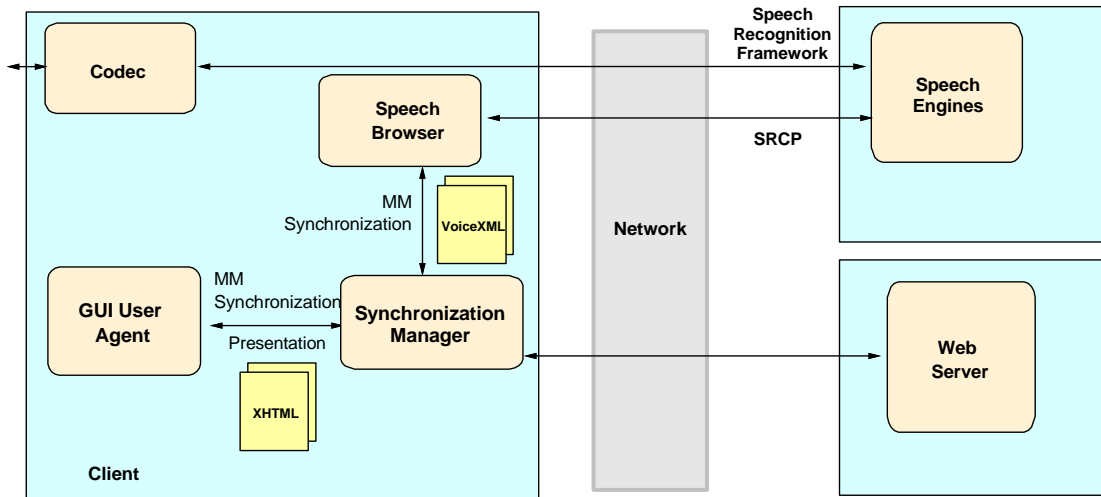 Speech
Recognition
Framework
Codec
Speech
Engines
Speech
Browser
SRCP
MM
Synchronization
VoiceXML
Network
MM
Synchronization
GUI User
Agent
Synchronization
Manager
Presentation
Web
Server
XHTML
Client